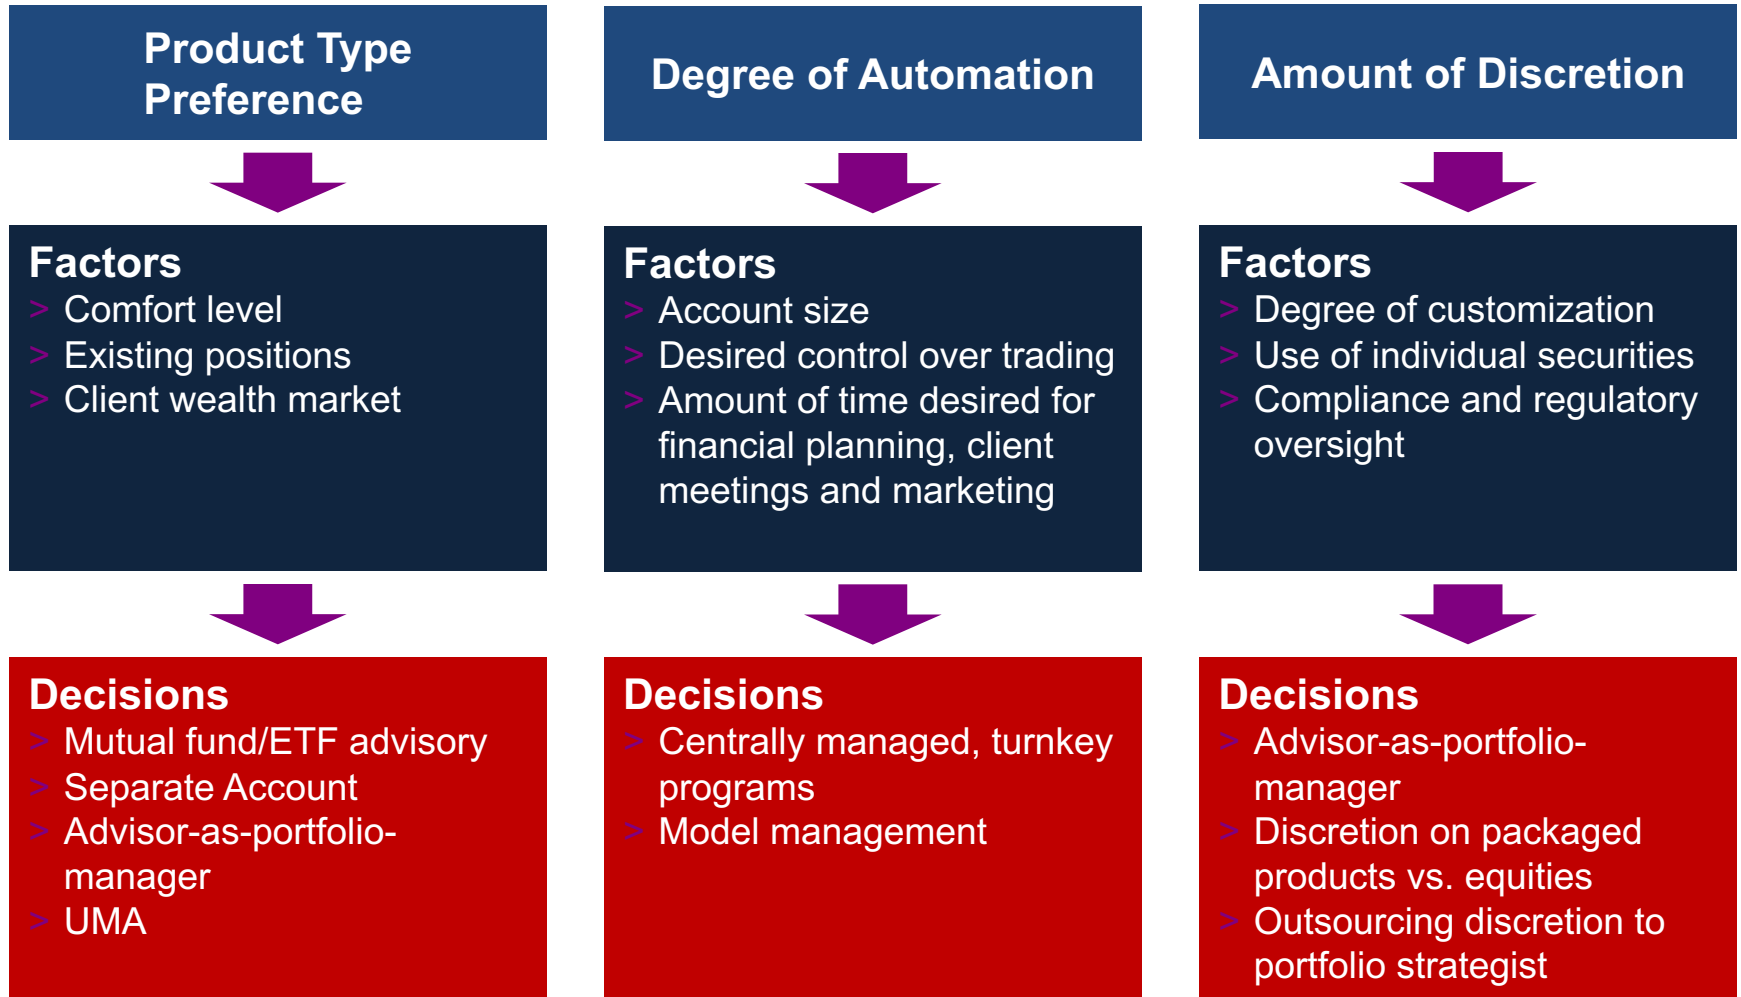 Product Type
Preference
Factors
> Comfort level
> Existing positions
> Client wealth market
Decisions
> Mutual fund/ETF advisory
> Separate Account
> Advisor-as-portfolio-
manager
> UMA
Degree of Automation
Factors
> Account size
> Desired control over trading
> Amount of time desired for
financial planning, client
meetings and marketing
Decisions
> Centrally managed, turnkey
programs
> Model management
Amount of Discretion
Factors
> Degree of customization
> Use of individual securities
> Compliance and regulatory
oversight
Decisions
> Advisor-as-portfolio-
manager
> Discretion on packaged
products vs. equities
> Outsourcing discretion to
portfolio strategist